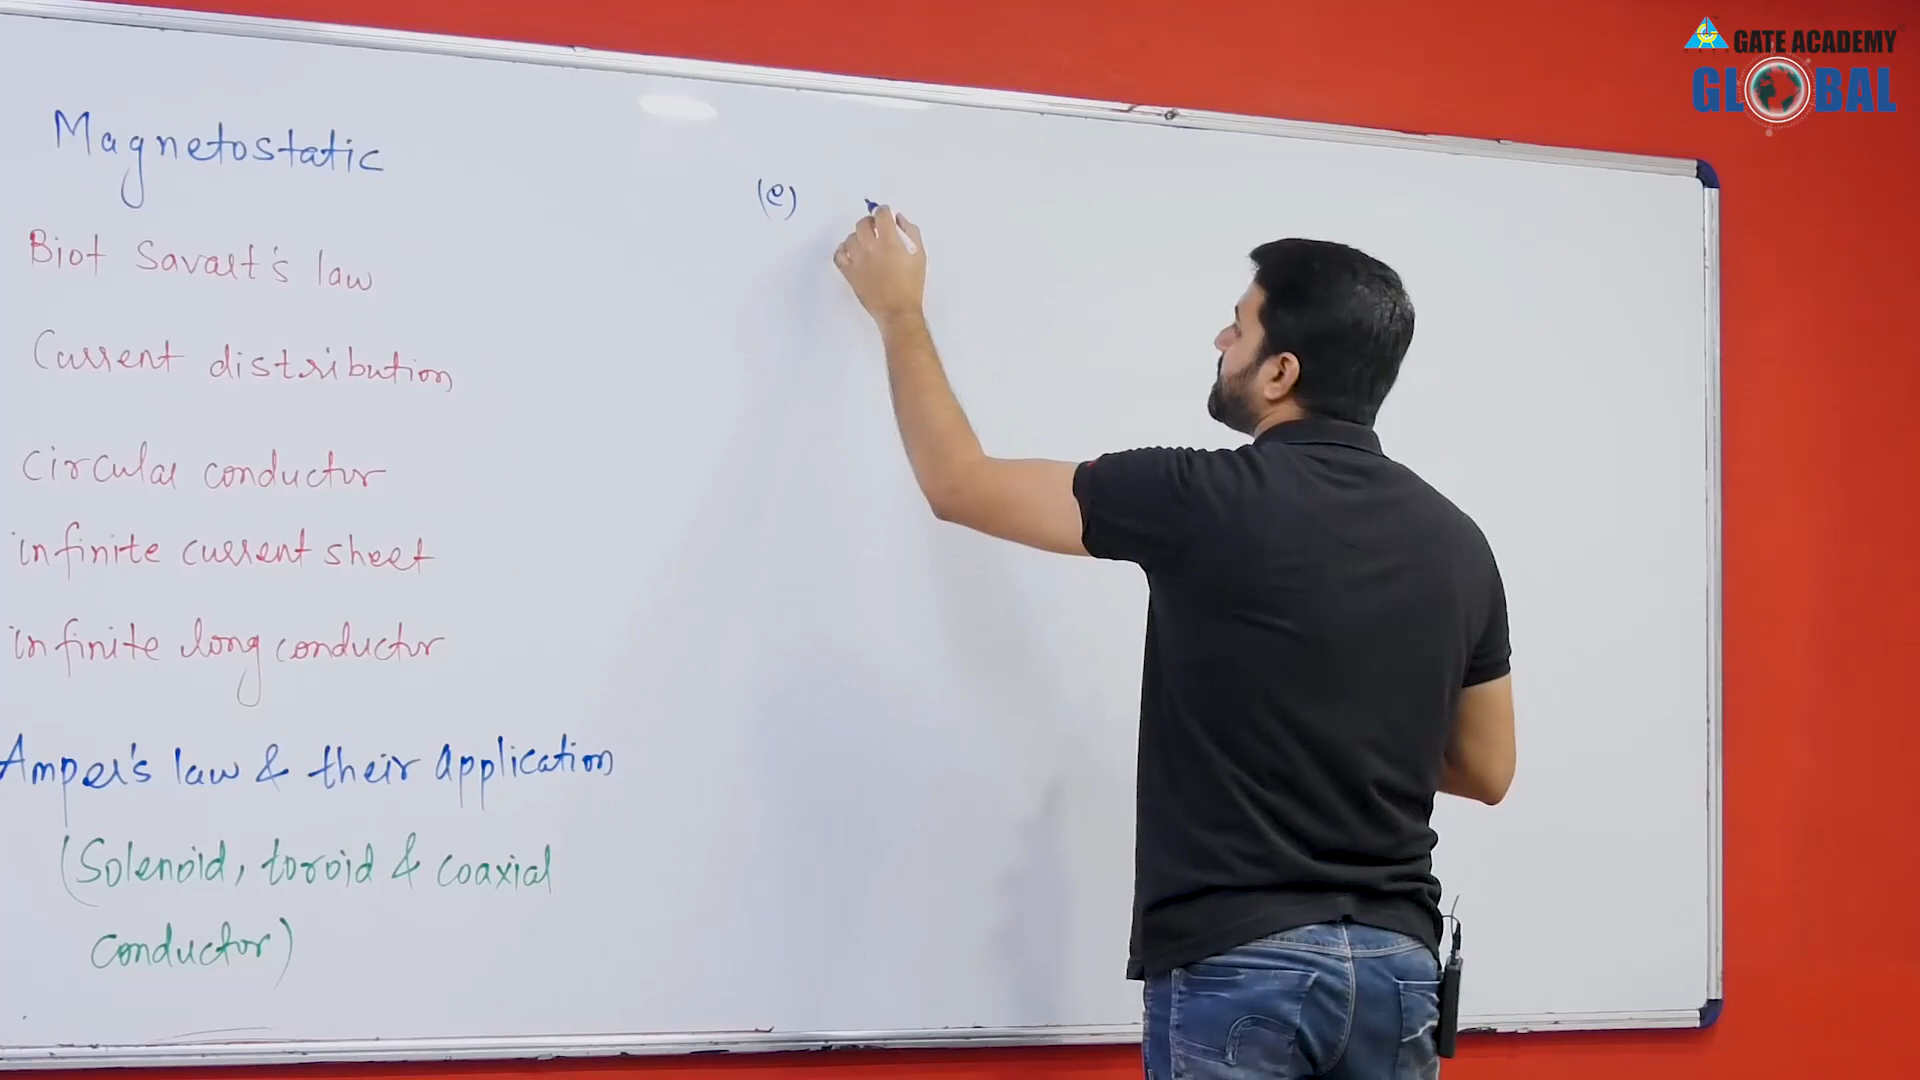 Magnetostatic
Biot Savart's law
Current distribution
Circular conductor
infinite current sheet
infinite long conductor
Amper's law & their application
(Solenoid, toroid & coaxial
conductor)
(e)
GATE ACADEMY
GLOBAL